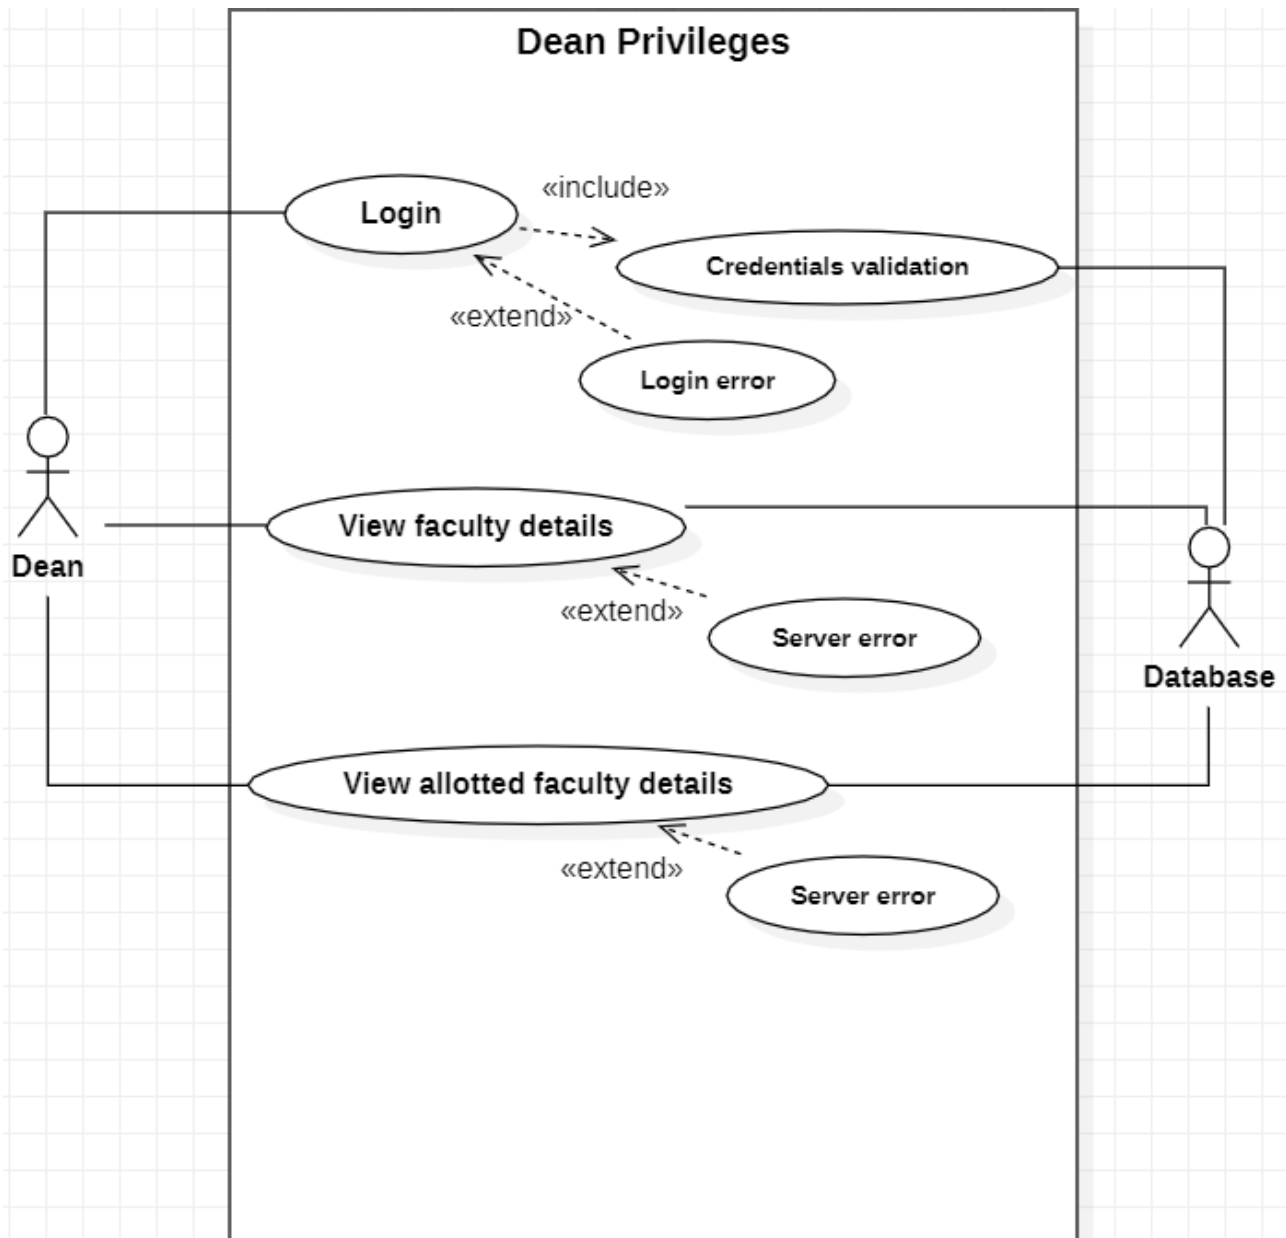 Dean Privileges
«include»
Login
Credentials validation
«extend»
Login error
View faculty details
Dean
«extend»
Server error
Database
View allotted faculty details
«extend»
Server error